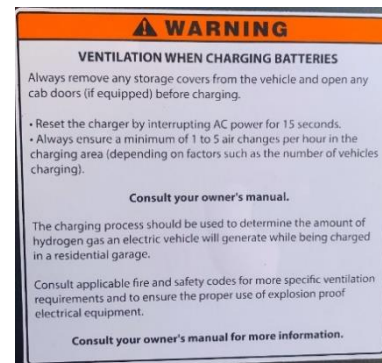 WARNING
VENTILATION WHEN CHARGING BATTERIES
Always remove any storage covers from the vehicle and open any
cab doors (if equipped) before charging.
• Reset the charger by interrupting AC power for 15 seconds.
• Always ensure a minimum of 1 to 5 air changes per hour in the
charging area (depending on factors such as the number of vehicles
charging).
Consult your owner's manual.
The charging process should be used to determine the amount of
hydrogen gas an electric vehicle will generate while being charged
in a residential garage.
Consult applicable fire and safety codes for more specific ventilation
requirements and to ensure the proper use of explosion proof
electrical equipment.
Consult your owner's manual for more information.